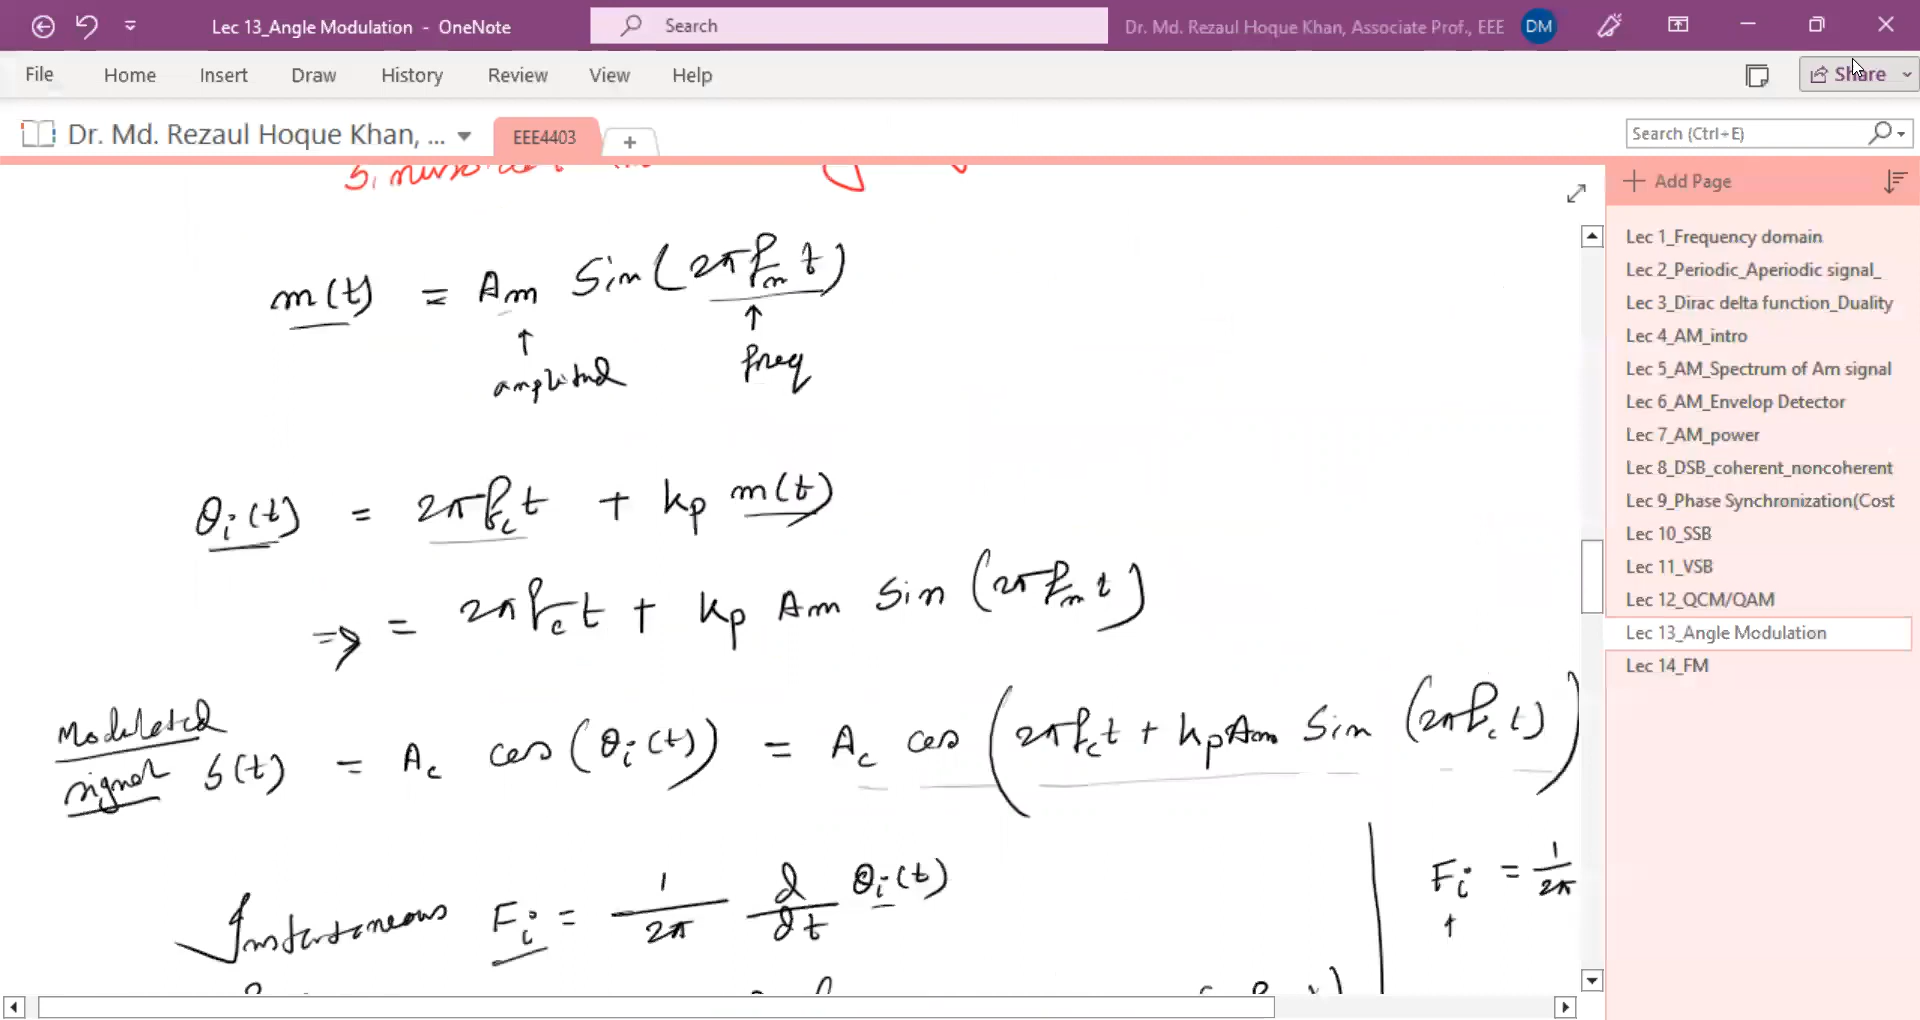 Lec 13_Angle Modulation - OneNote
Search
Dr. Md. Rezaul Hoque Khan, Associate Prof., EEE
DM
File Home Insert Draw History Review View Help
Share
Dr. Md. Rezaul Hoque Khan, ...
EEE4403
+
Search (Ctrl+E)
Add Page
Lec 1_Frequency domain
Lec 2_Periodic_Aperiodic signal_
Lec 3_Dirac delta function_Duality
Lec 4_AM_intro
Lec 5_AM_Spectrum of Am signal
Lec 6_AM_Envelop Detector
Lec 7_AM_power
Lec 8_DSB_coherent_noncoherent
Lec 9_Phase Synchronization(Cost
Lec 10_SSB
Lec 11_VSB
Lec 12_QCM/QAM
Lec 13_Angle Modulation
Lec 14_FM
m(t) = Am Sin(2πfm t)
↑ ↑
freq
θi(t) = 2πfc t + kp m(t)
⇒ = 2πfc t + kp Am Sin (2πfm t)
Modulated
signal S(t) = Ac cos(θi(t)) = Ac cos (2πfc t + kp Am Sin (2πfc t))
Instantaneous Fi = 1/2π d/dt θi(t)
Fi = 1/2π
↑